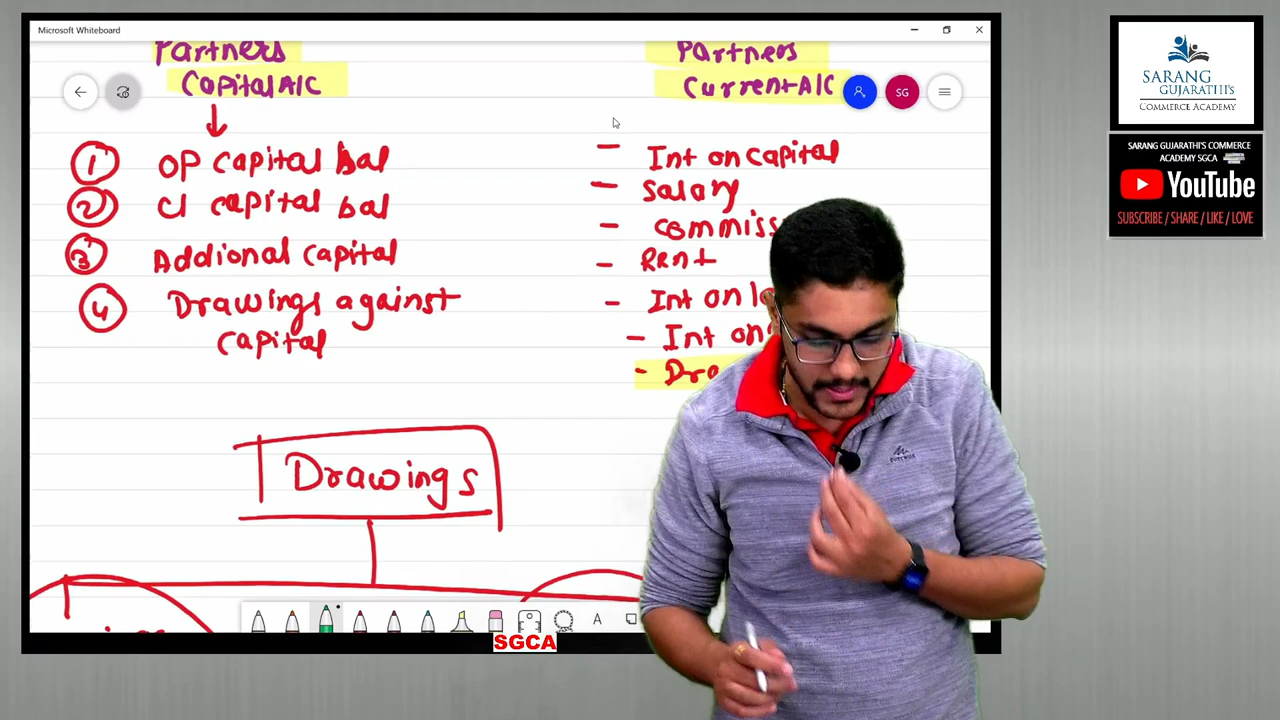 Microsoft Whiteboard
Partners
Capital A/C
① OP capital bal
② Cl capital bal
③ Addional capital
④ Drawings against
capital
Partners
Current A/C
SG
- Int on capital
- Salary
- commiss
- Rent
- Int on
- Int on
- Dra
Drawings
A
SGCA
SARANG
GUJARATHI'S
COMMERCE ACADEMY
SARANG GUJARATHI'S COMMERCE
ACADEMY SGCA
YouTube
SUBSCRIBE / SHARE / LIKE / LOVE